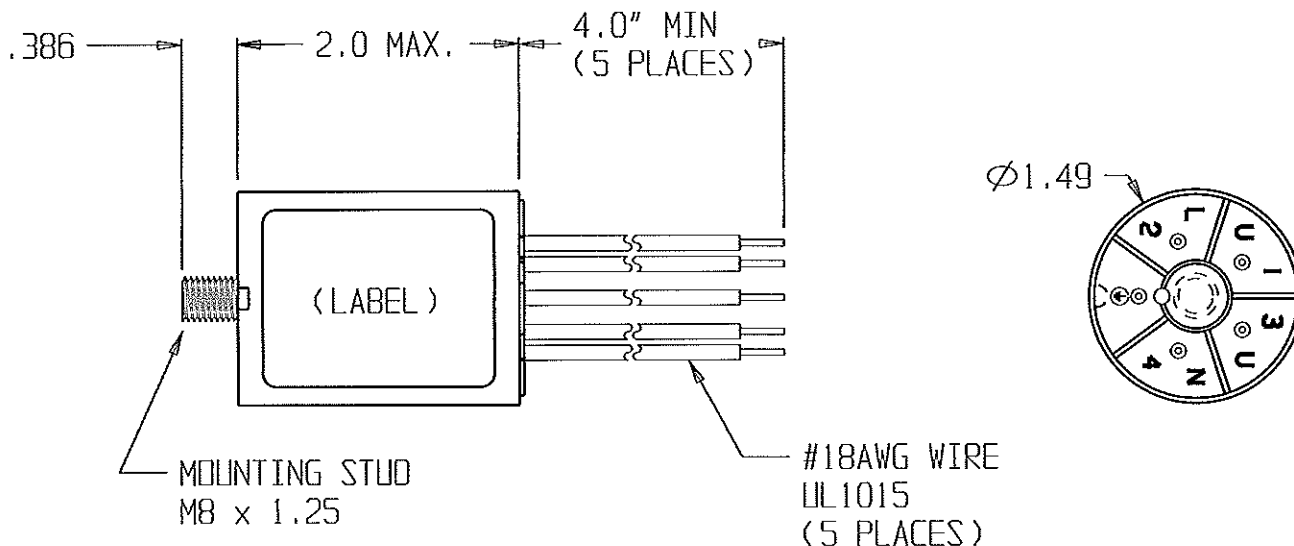 .386
2.0 MAX.
4.0" MIN
(5 PLACES)
Ø1.49
(LABEL)
L
2
U
1
3
U
N
4
MOUNTING STUD
M8 x 1.25
#18AWG WIRE
UL1015
(5 PLACES)